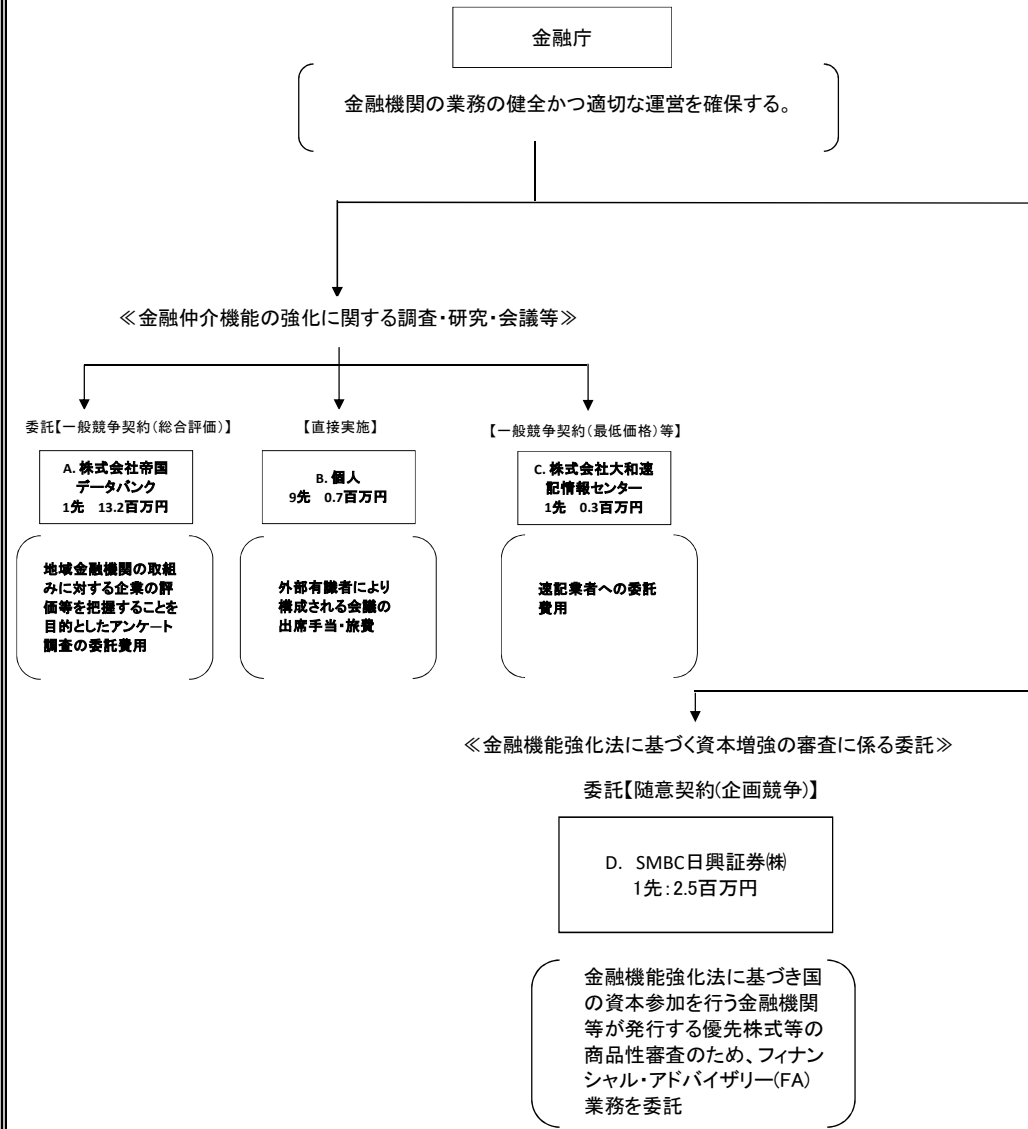 金融庁
金融機関の業務の健全かつ適切な運営を確保する。
≪金融仲介機能の強化に関する調査・研究・会議等≫
委託【一般競争契約(総合評価)】
A. 株式会社帝国
データバンク
1先　13.2百万円
地域金融機関の取組
みに対する企業の評
価等を把握することを
目的としたアンケート
調査の委託費用
【直接実施】
B. 個人
9先　0.7百万円
外部有識者により
構成される会議の
出席手当・旅費
【一般競争契約(最低価格)等】
C. 株式会社大和速
記情報センター
1先　0.3百万円
速記業者への委託
費用
≪金融機能強化法に基づく資本増強の審査に係る委託≫
委託【随意契約(企画競争)】
D.　SMBC日興証券㈱
1先：2.5百万円
金融機能強化法に基づき国
の資本参加を行う金融機関
等が発行する優先株式等の
商品性審査のため、フィナン
シャル・アドバイザリー(FA)
業務を委託